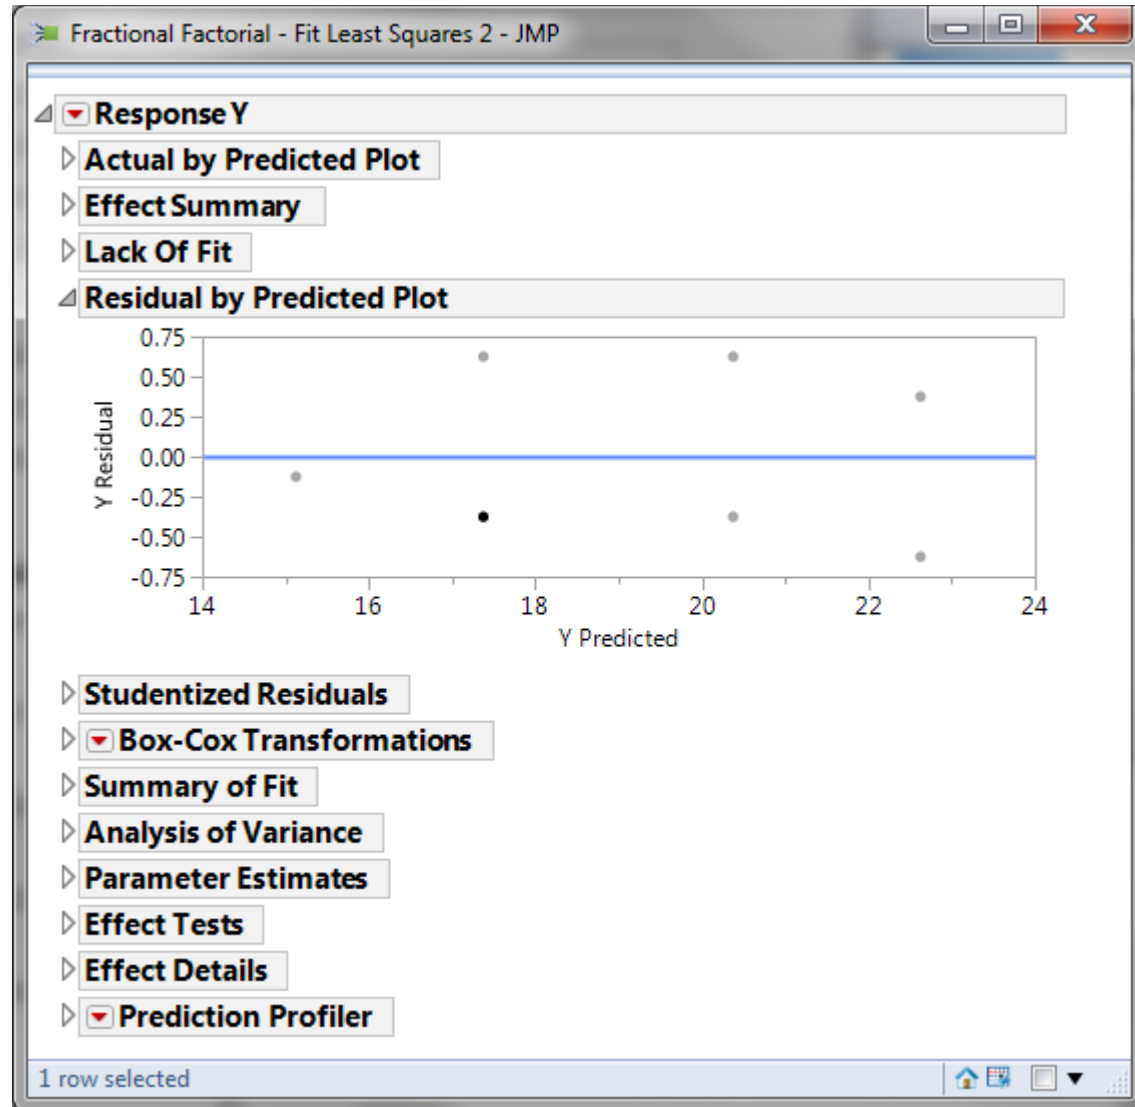 Fractional Factorial - Fit Least Squares 2 - JMP
Response Y
Actual by Predicted Plot
Effect Summary
Lack Of Fit
Residual by Predicted Plot
0.75
0.50
0.25
0.00
-0.25
-0.50
-0.75
Y Residual
14 16 18 20 22 24
Y Predicted
Studentized Residuals
Box-Cox Transformations
Summary of Fit
Analysis of Variance
Parameter Estimates
Effect Tests
Effect Details
Prediction Profiler
1 row selected